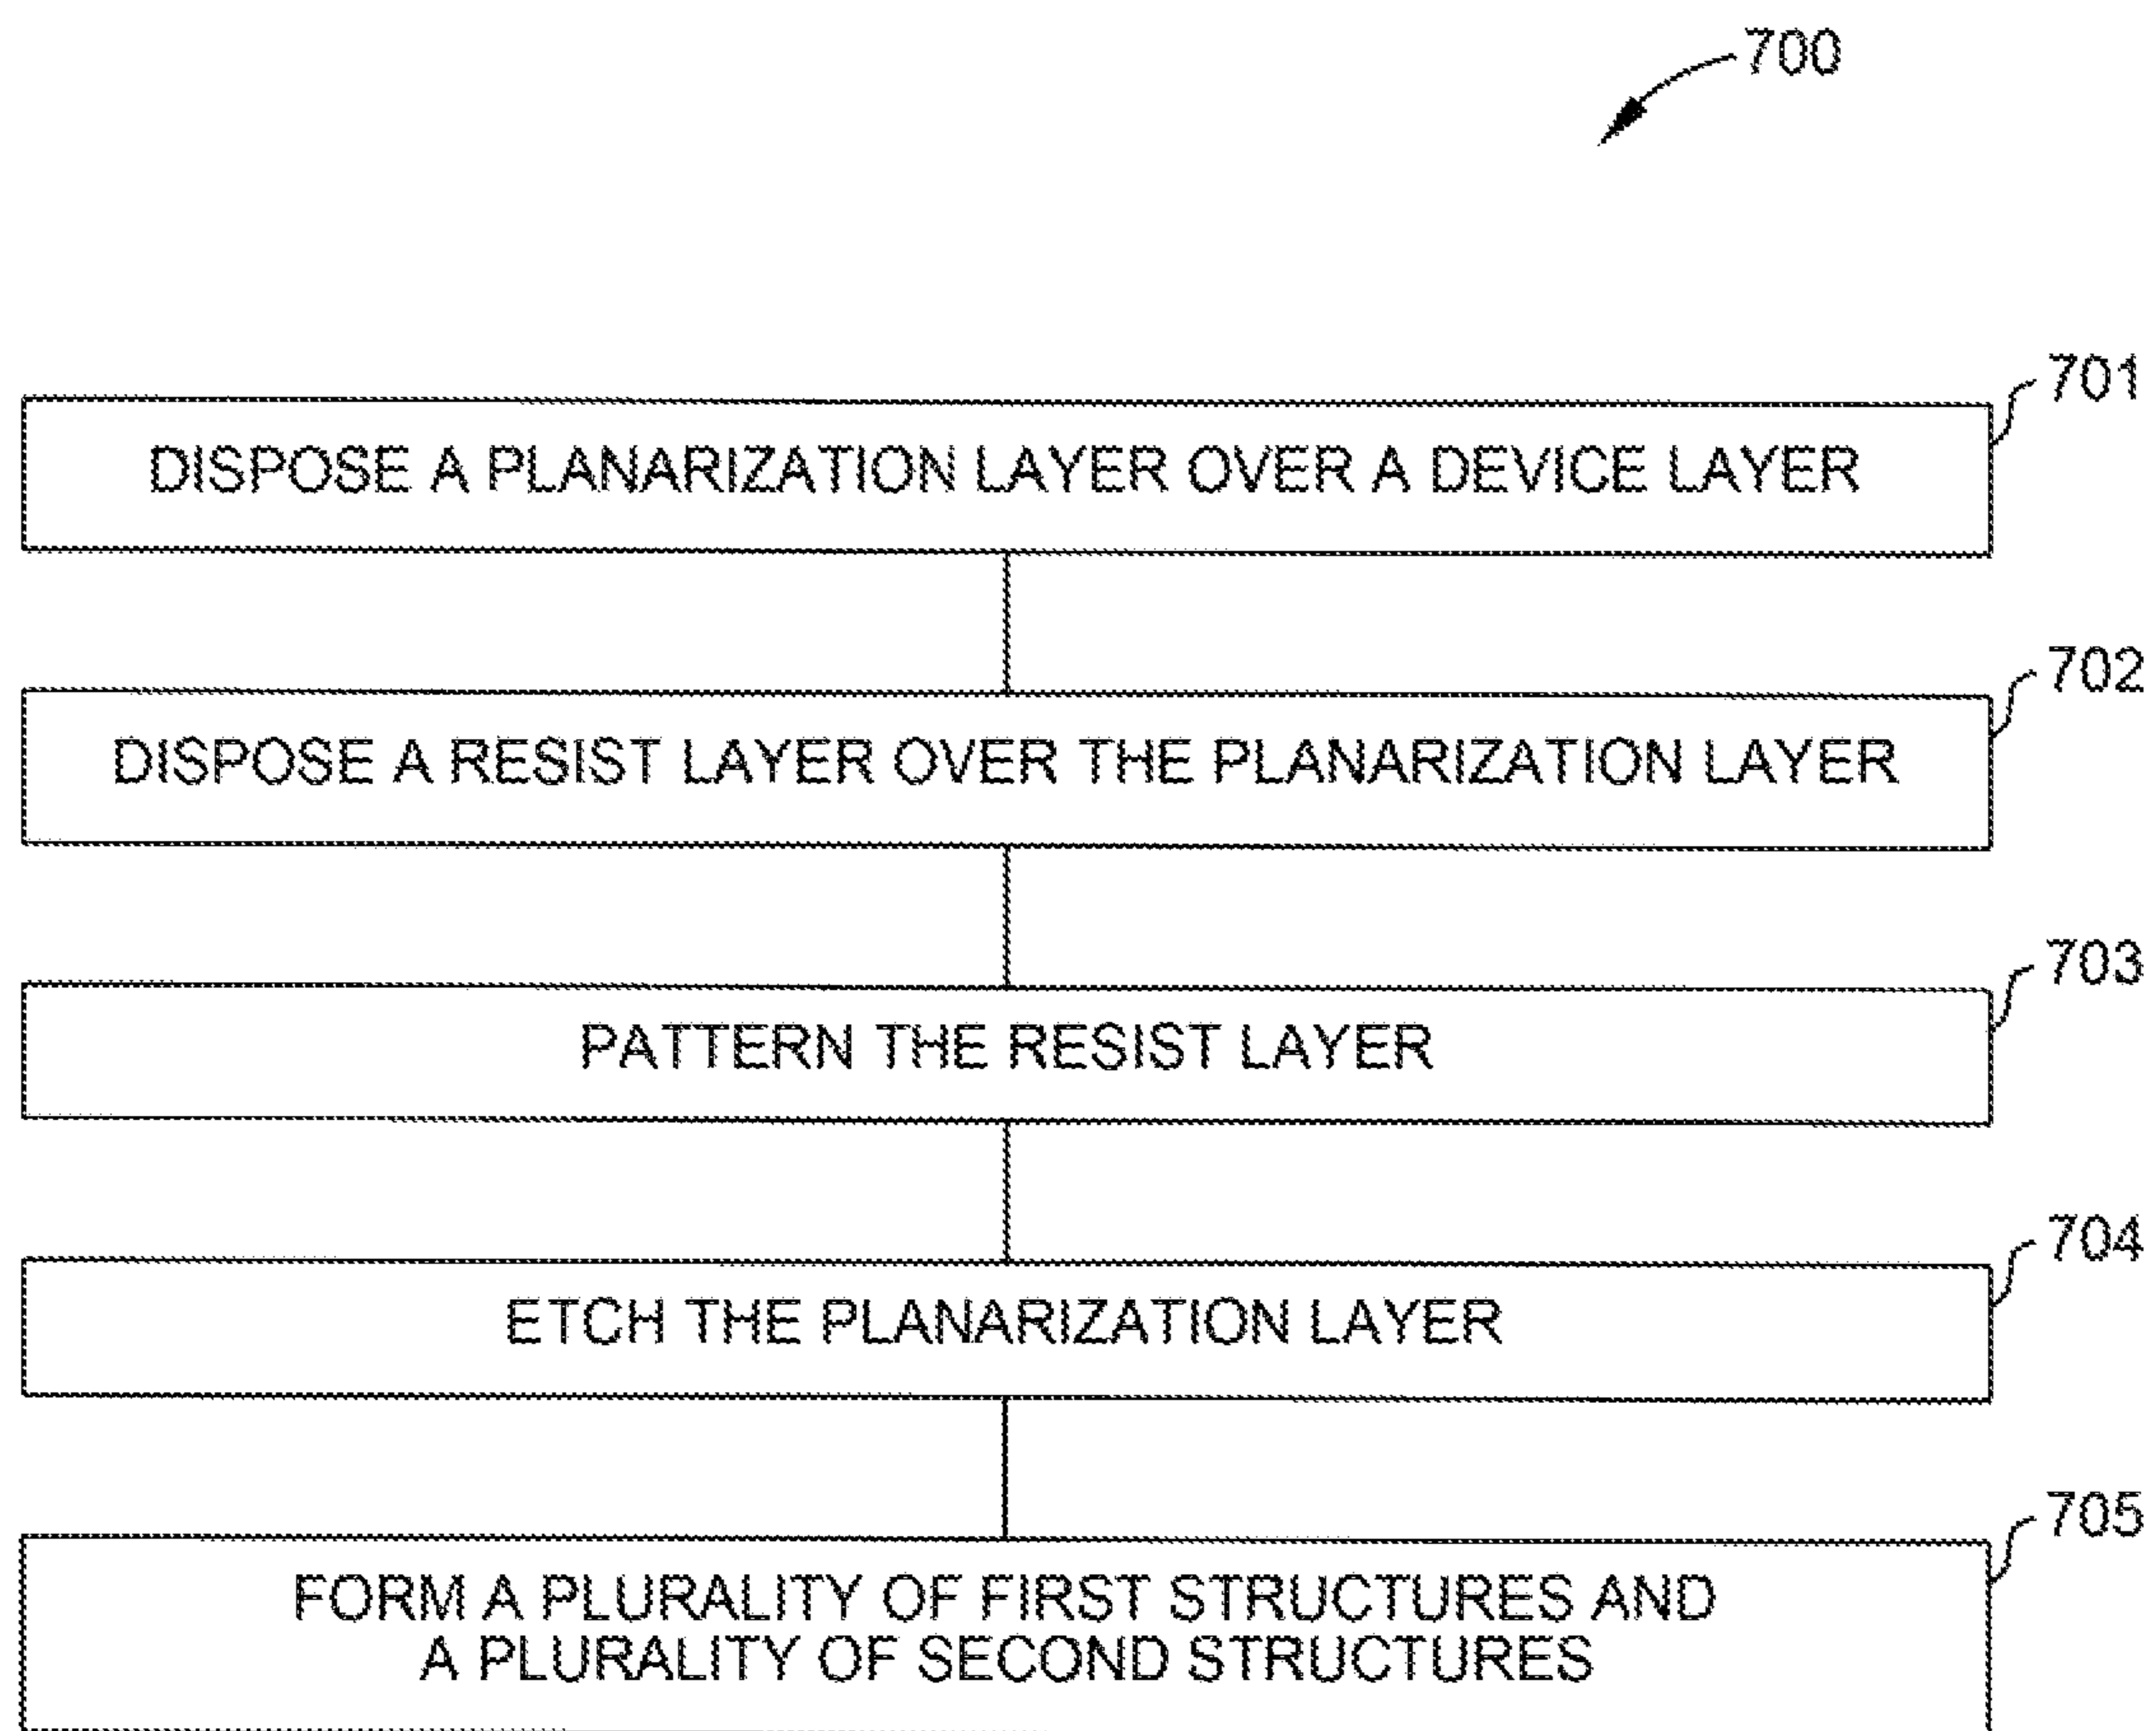 700
701
DISPOSE A PLANARIZATION LAYER OVER A DEVICE LAYER
702
DISPOSE A RESIST LAYER OVER THE PLANARIZATION LAYER
703
PATTERN THE RESIST LAYER
704
ETCH THE PLANARIZATION LAYER
705
FORM A PLURALITY OF FIRST STRUCTURES AND
A PLURALITY OF SECOND STRUCTURES